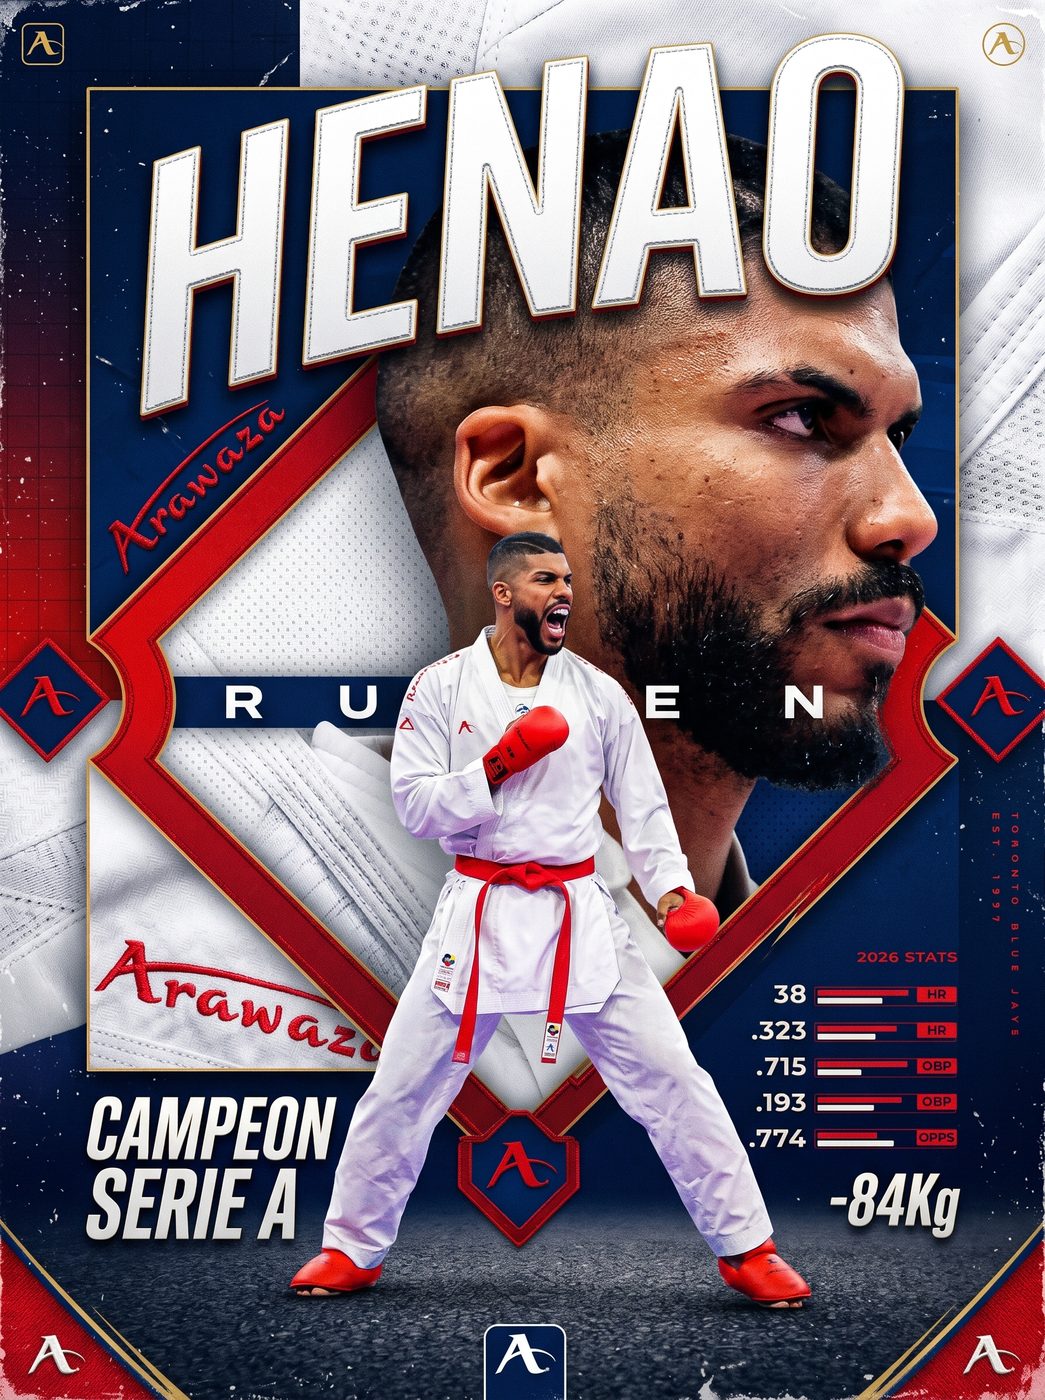 HENAO
Arawaza
RU EN
TORONTO BLUE JAYS
EST. 1997
2026 STATS
38 HR
.323 HR
.715 OBP
.193 OBP
.774 OPPS
Arawaza
CAMPEON
SERIE A
-84Kg